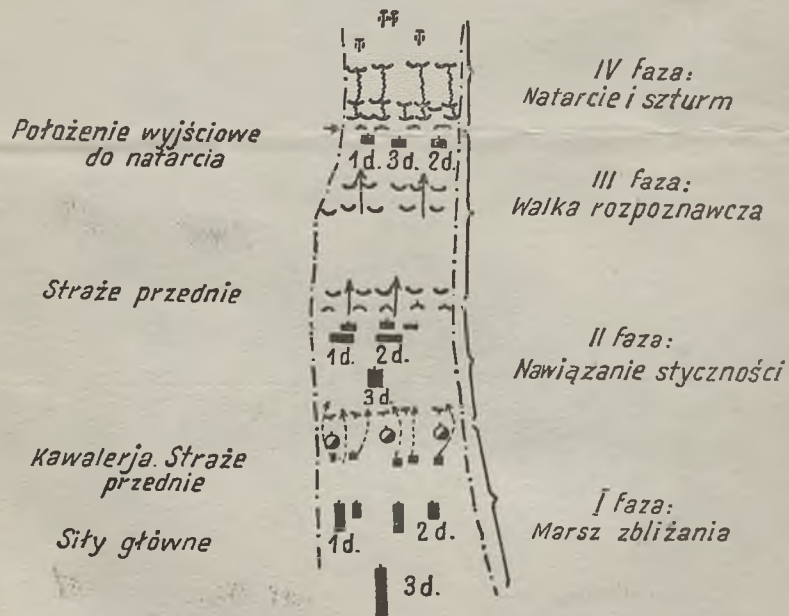 IV faza:
Natarcie i szturm
Położenie wyjściowe
do natarcia
1d. 3d. 2d.
III faza:
Walka rozpoznawcza
Straże przednie
1d. 2d.
3d.
II faza:
Nawiązanie styczności
Kawalerja. Straże
przednie
Siły główne
1d. 2d.
3d.
I faza:
Marsz zbliżania